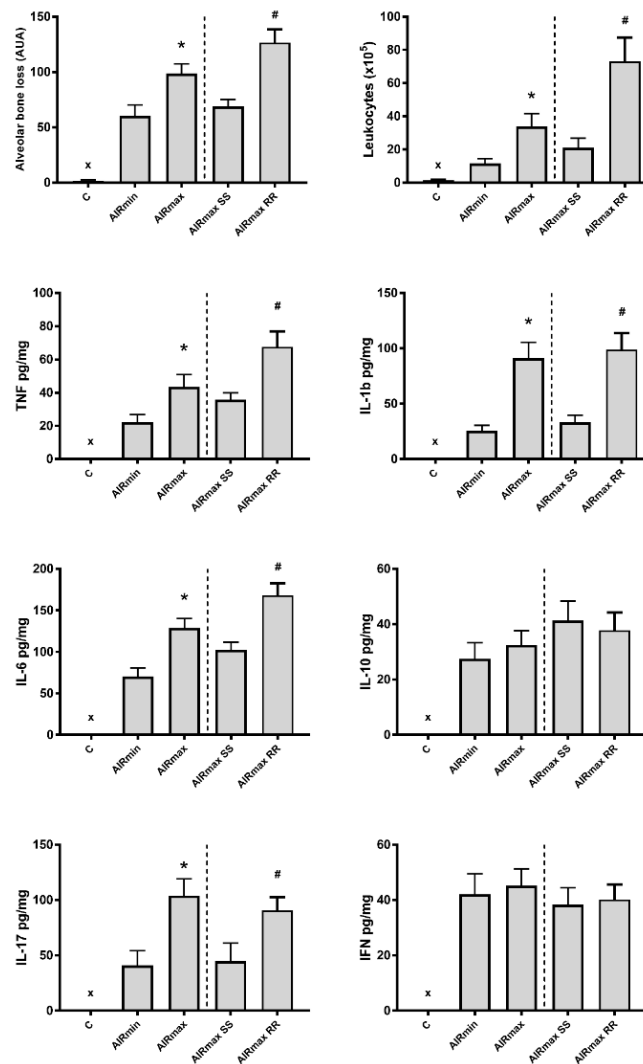 Alveolar bone loss (AUA)
150
100
50
0
x
*
#
C
AIRmin
AIRmax
AIRmax SS
AIRmax RR
Leukocytes (x10⁵)
100
80
60
40
20
0
x
*
#
C
AIRmin
AIRmax
AIRmax SS
AIRmax RR
TNF pg/mg
100
80
60
40
20
0
x
*
#
C
AIRmin
AIRmax
AIRmax SS
AIRmax RR
IL-1b pg/mg
150
100
50
0
x
*
#
C
AIRmin
AIRmax
AIRmax SS
AIRmax RR
IL-6 pg/mg
200
150
100
50
0
x
*
#
C
AIRmin
AIRmax
AIRmax SS
AIRmax RR
IL-10 pg/mg
60
40
20
0
x
C
AIRmin
AIRmax
AIRmax SS
AIRmax RR
IL-17 pg/mg
150
100
50
0
x
*
#
C
AIRmin
AIRmax
AIRmax SS
AIRmax RR
IFN pg/mg
60
40
20
0
x
C
AIRmin
AIRmax
AIRmax SS
AIRmax RR